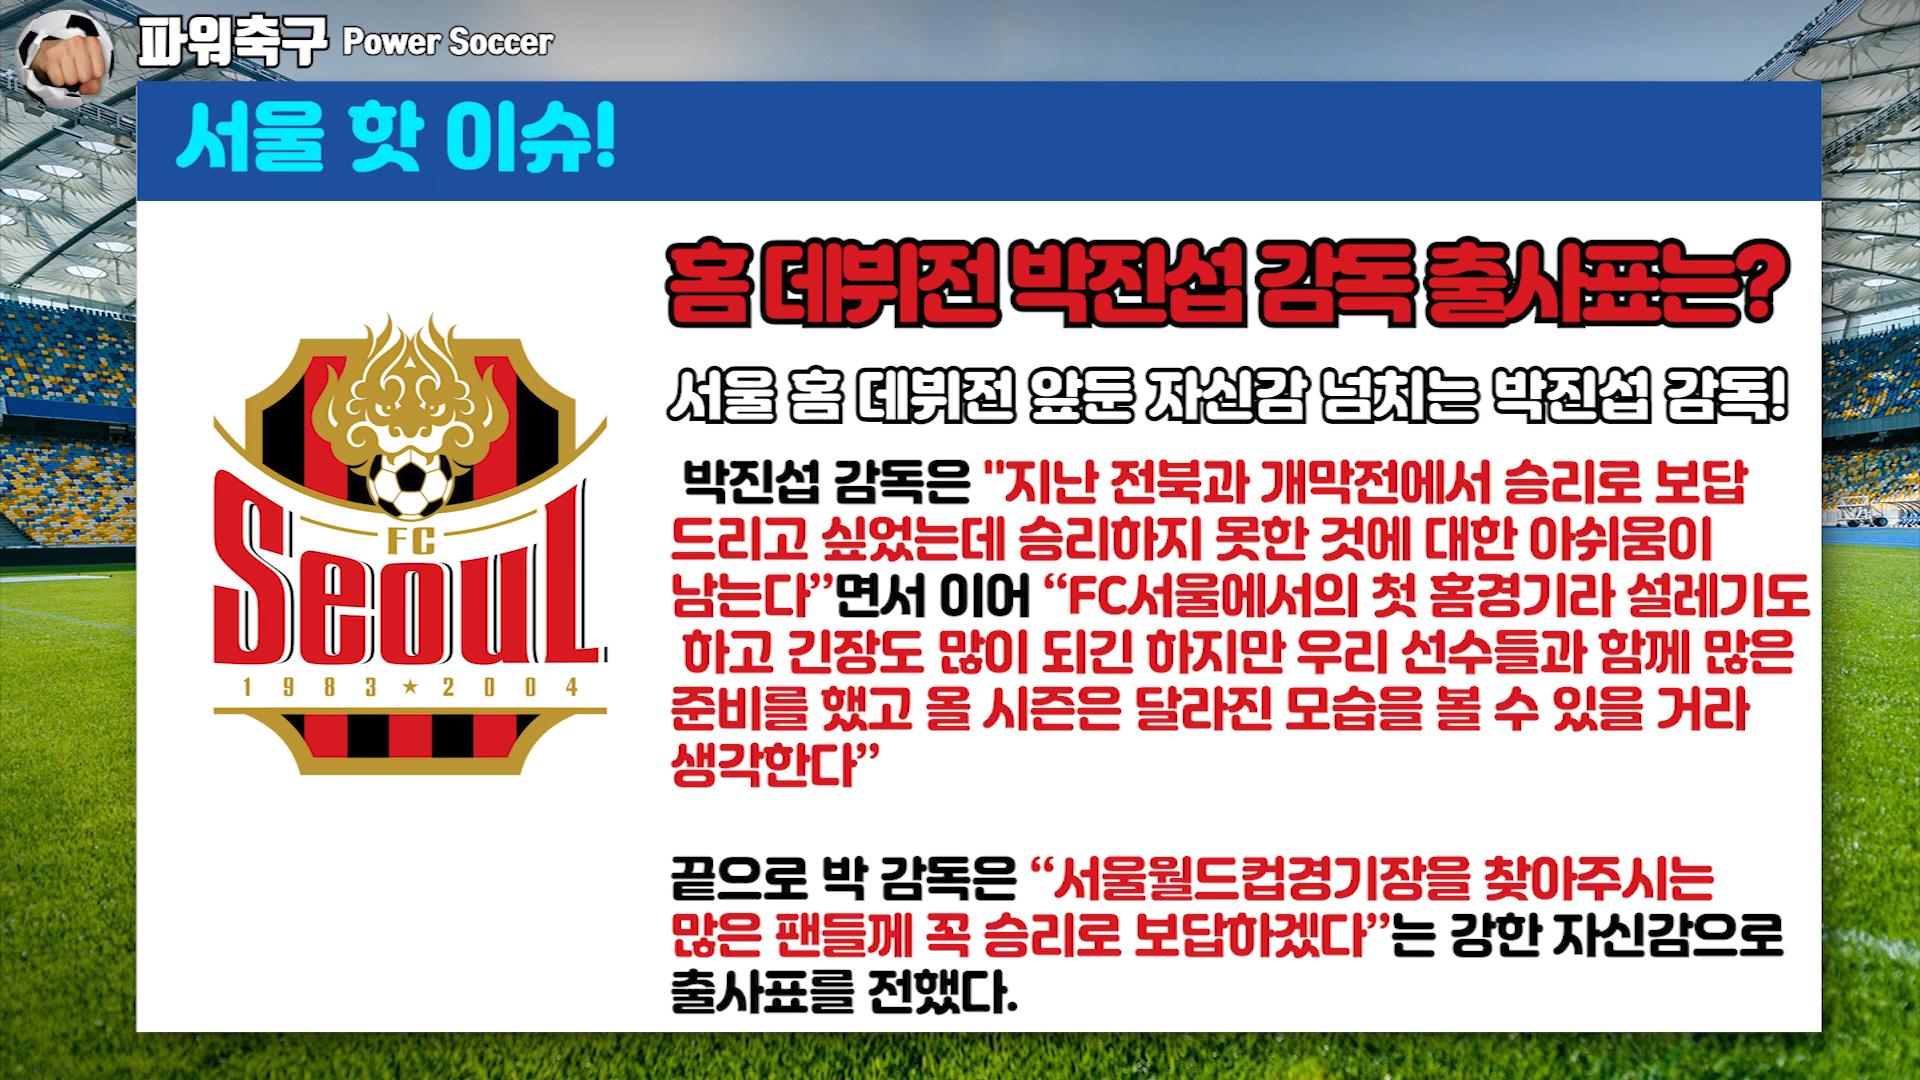 파워축구 Power Soccer
서울 핫 이슈!
홈 데뷔전 박진섭 감독 출사표는?
서울 홈 데뷔전 앞둔 자신감 넘치는 박진섭 감독!
박진섭 감독은 "지난 전북과 개막전에서 승리로 보답
드리고 싶었는데 승리하지 못한 것에 대한 아쉬움이
남는다”면서 이어 “FC서울에서의 첫 홈경기라 설레기도
하고 긴장도 많이 되긴 하지만 우리 선수들과 함께 많은
준비를 했고 올 시즌은 달라진 모습을 볼 수 있을 거라
생각한다”
끝으로 박 감독은 “서울월드컵경기장을 찾아주시는
많은 팬들께 꼭 승리로 보답하겠다”는 강한 자신감으로
출사표를 전했다.
FC
Seoul
1983★2004